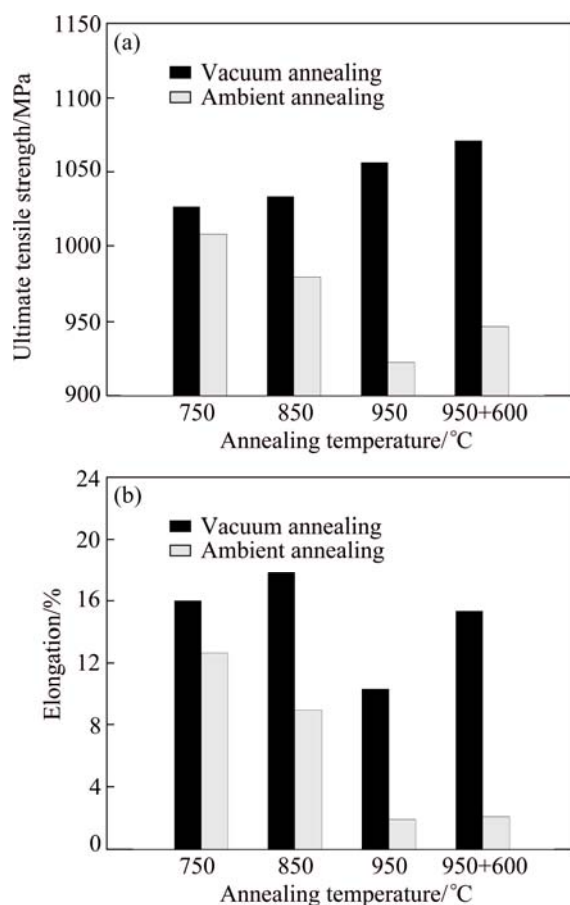 (a)
Vacuum annealing
Ambient annealing
Ultimate tensile strength/MPa
1150
1100
1050
1000
950
900
750 850 950 950+600
Annealing temperature/°C
(b)
Vacuum annealing
Ambient annealing
Elongation/%
24
20
16
12
8
4
0
750 850 950 950+600
Annealing temperature/°C